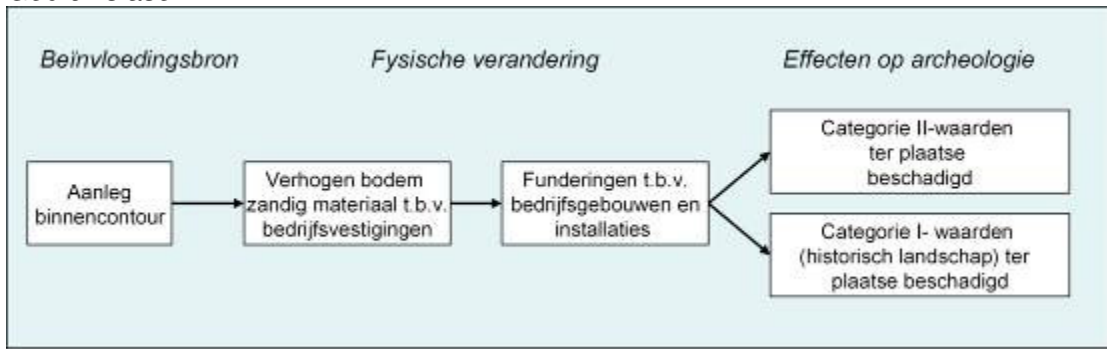 Beïnvloedingsbron
Fysische verandering
Effecten op archeologie
Aanleg
binnencontour
Verhogen bodem
zandig materiaal t.b.v.
bedrijfsvestigingen
Funderingen t.b.v.
bedrijfsgebouwen en
installaties
Categorie II-waarden
ter plaatse
beschadigd
Categorie I- waarden
(historisch landschap) ter
plaatse beschadigd